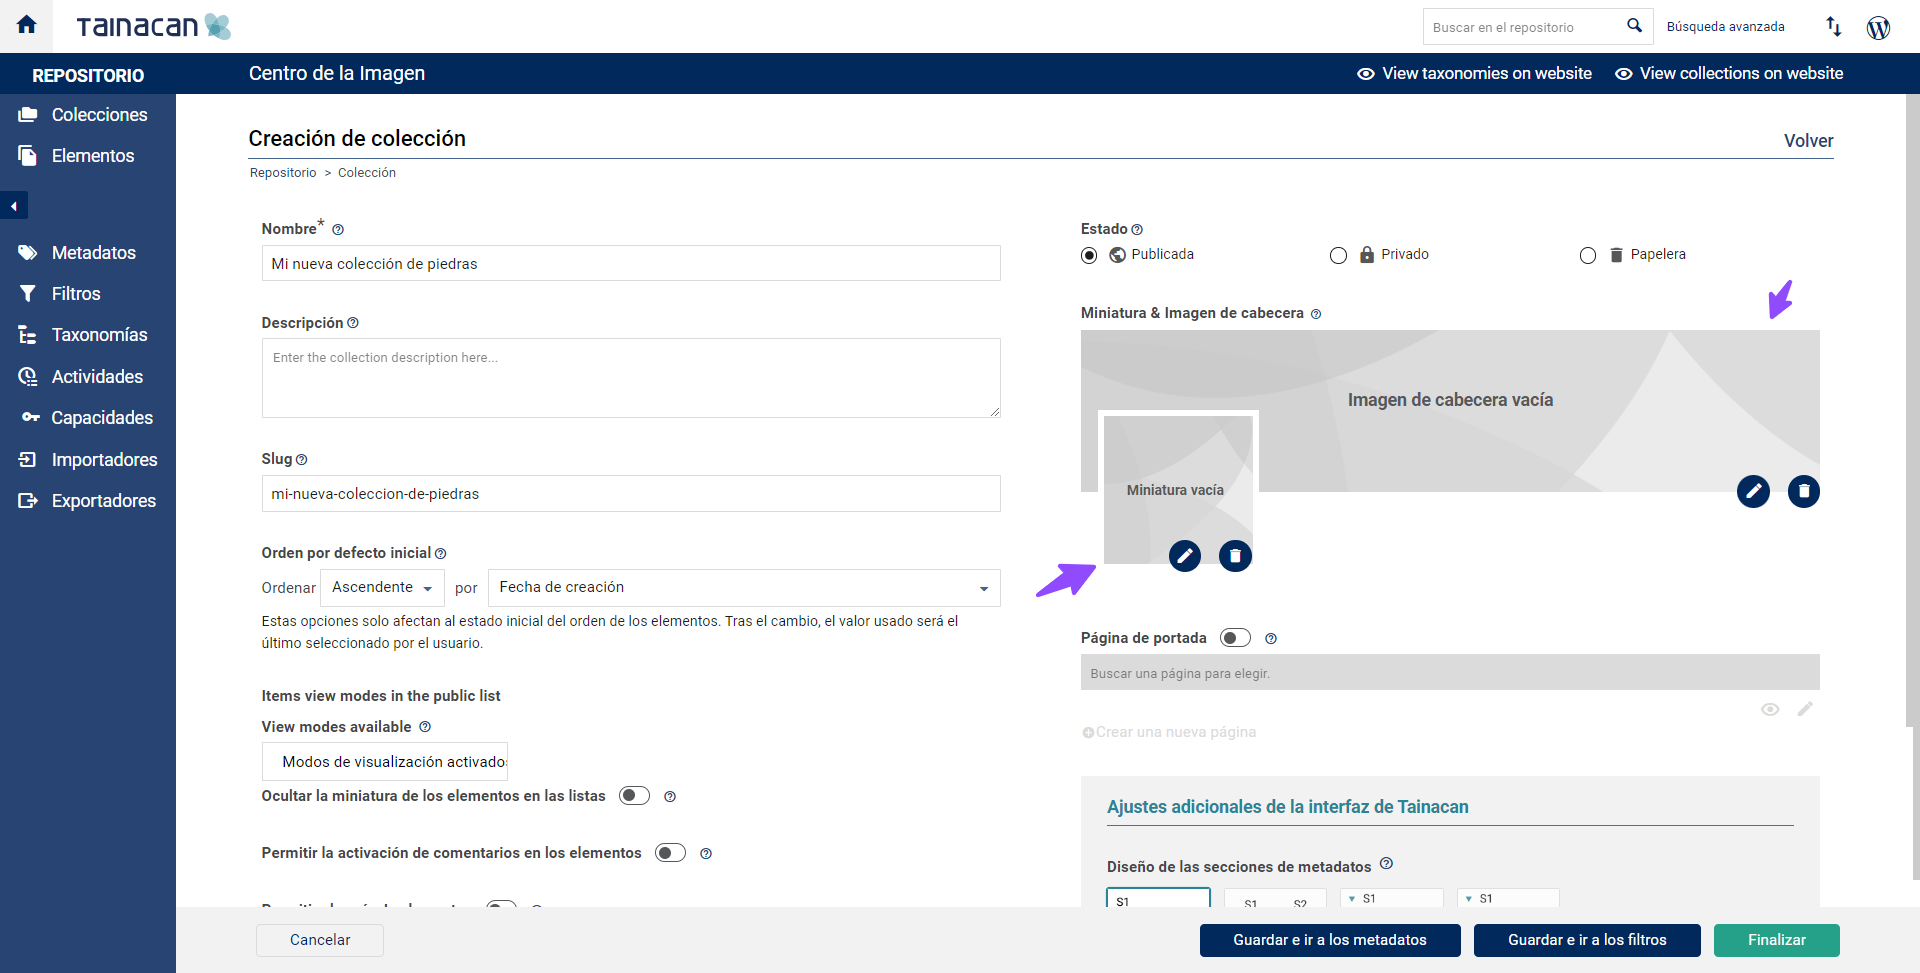 Tainacan
Buscar en el repositorio
Búsqueda avanzada
REPOSITORIO
Centro de la Imagen
View taxonomies on website
View collections on website
Colecciones
Elementos
Metadatos
Filtros
Taxonomías
Actividades
Capacidades
Importadores
Exportadores
Creación de colección
Volver
Repositorio > Colección
Nombre*
Mi nueva colección de piedras
Descripción
Enter the collection description here...
Slug
mi-nueva-coleccion-de-piedras
Orden por defecto inicial
Ordenar Ascendente por Fecha de creación
Estas opciones solo afectan al estado inicial del orden de los elementos. Tras el cambio, el valor usado será el
último seleccionado por el usuario.
Items view modes in the public list
View modes available
Modos de visualización activados
Ocultar la miniatura de los elementos en las listas
Permitir la activación de comentarios en los elementos
Estado
Publicada
Privado
Papelera
Miniatura & Imagen de cabecera
Imagen de cabecera vacía
Miniatura vacía
Página de portada
Buscar una página para elegir.
Crear una nueva página
Ajustes adicionales de la interfaz de Tainacan
Diseño de las secciones de metadatos
S1
S1 S2
S1
S1
Cancelar
Guardar e ir a los metadatos
Guardar e ir a los filtros
Finalizar